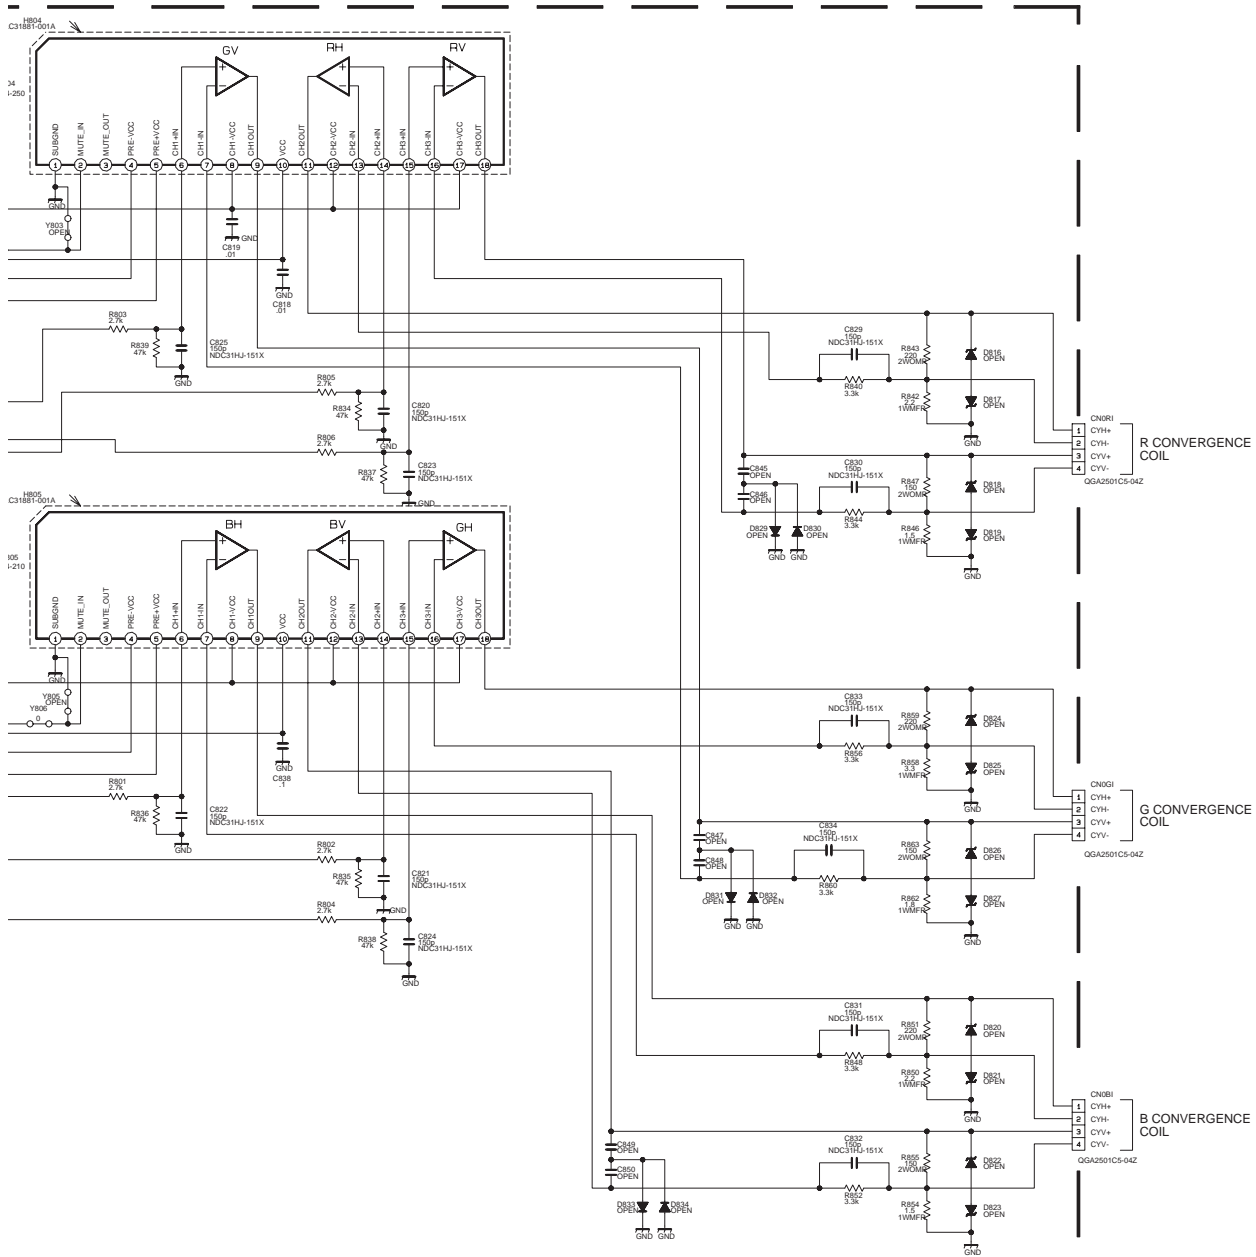 H804
C31881-001A
04
-250
GV
RH
RV
SUBGND
MUTE_IN
MUTE_OUT
PRE-VCC
PRE+VCC
CH1+IN
CH1-IN
CH1-VCC
CH1OUT
VCC
CH2OUT
CH2-VCC
CH2-IN
CH2+IN
CH3+IN
CH3-IN
CH3-VCC
CH3OUT
1 2 3 4 5 6 7 8 9 10 11 12 13 14 15 16 17 18
GND
Y803
OPEN
GND
C819
.01
GND
C818
.01
R803
2.7k
R839
47k
C825
150p
NDC31HJ-151X
GND
R805
2.7k
R834
47k
C820
150p
NDC31HJ-151X
GND
R806
2.7k
R837
47k
C823
150p
NDC31HJ-151X
GND
C829
150p
NDC31HJ-151X
R840
3.3k
R843
220
2WOMR
R842
2.2
1WMFR
D816
OPEN
D817
OPEN
GND
CN0RI
1 CYH+
2 CYH-
3 CYV+
4 CYV-
QGA2501C5-04Z
R CONVERGENCE
COIL
C845
OPEN
C846
OPEN
C830
150p
NDC31HJ-151X
R844
3.3k
R847
150
2WOMR
R846
1.5
1WMFR
D818
OPEN
D819
OPEN
GND
D829
OPEN
D830
OPEN
GND
GND
H805
C31881-001A
805
-210
BH
BV
GH
SUBGND
MUTE_IN
MUTE_OUT
PRE-VCC
PRE+VCC
CH1+IN
CH1-IN
CH1-VCC
CH1OUT
VCC
CH2OUT
CH2-VCC
CH2-IN
CH2+IN
CH3+IN
CH3-IN
CH3-VCC
CH3OUT
1 2 3 4 5 6 7 8 9 10 11 12 13 14 15 16 17 18
GND
Y805
OPEN
Y806
0
GND
C838
.1
R801
2.7k
R836
47k
C822
150p
NDC31HJ-151X
GND
R802
2.7k
R835
47k
C821
150p
NDC31HJ-151X
GND
R804
2.7k
R838
47k
C824
150p
NDC31HJ-151X
GND
C833
150p
NDC31HJ-151X
R856
3.3k
R859
220
2WOMR
R858
3.3
1WMFR
D824
OPEN
D825
OPEN
GND
CN0GI
1 CYH+
2 CYH-
3 CYV+
4 CYV-
QGA2501C5-04Z
G CONVERGENCE
COIL
C847
OPEN
C848
OPEN
C834
150p
NDC31HJ-151X
R860
3.3k
R863
150
2WOMR
R862
1.8
1WMFR
D826
OPEN
D827
OPEN
GND
D831
OPEN
D832
OPEN
GND
GND
C831
150p
NDC31HJ-151X
R848
3.3k
R851
220
2WOMR
R850
2.2
1WMFR
D820
OPEN
D821
OPEN
GND
CN0BI
1 CYH+
2 CYH-
3 CYV+
4 CYV-
QGA2501C5-04Z
B CONVERGENCE
COIL
C849
OPEN
C850
OPEN
C832
150p
NDC31HJ-151X
R852
3.3k
R855
150
2WOMR
R854
1.5
1WMFR
D822
OPEN
D823
OPEN
GND
D833
OPEN
D834
OPEN
GND
GND